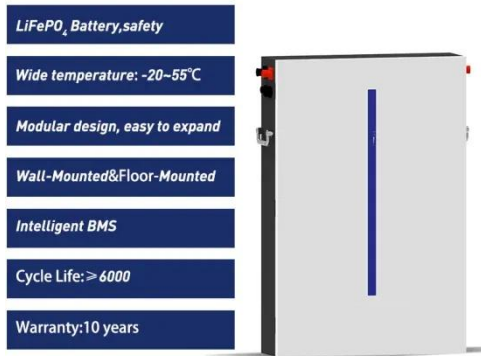 LiFePO₄ Battery,safety
Wide temperature: -20~55℃
Modular design, easy to expand
Wall-Mounted&Floor-Mounted
Intelligent BMS
Cycle Life:≥6000
Warranty:10 years